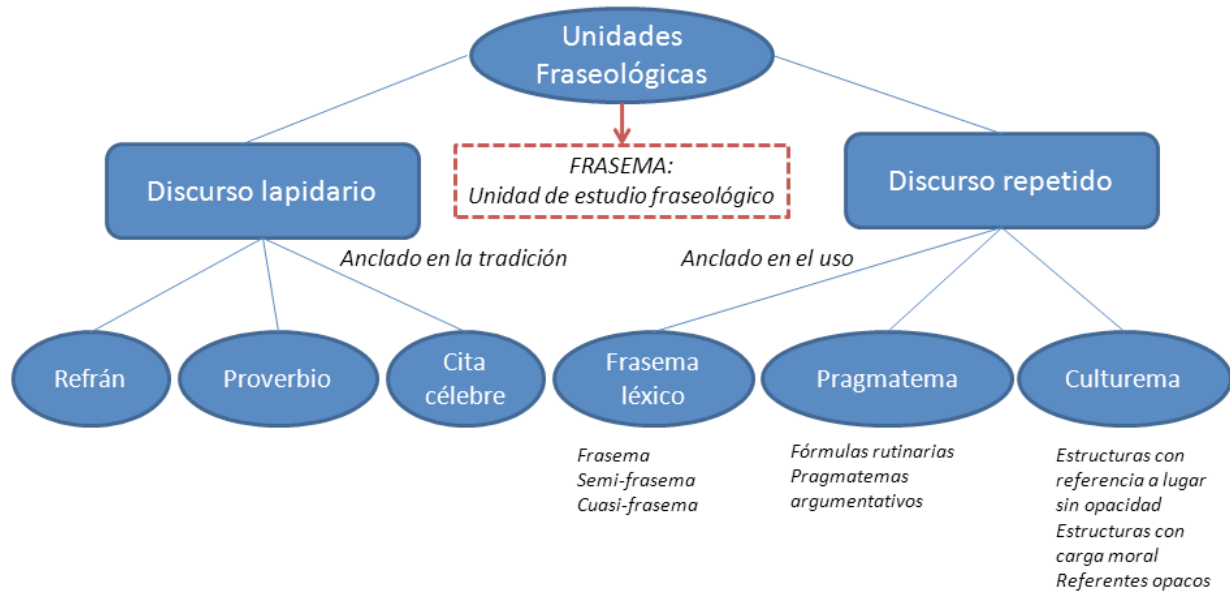 Unidades
Fraseológicas
FRASEMA:
Unidad de estudio fraseológico
Discurso lapidario
Discurso repetido
Anclado en la tradición
Anclado en el uso
Refrán
Proverbio
Cita
célebre
Frasema
léxico
Pragmatema
Culturema
Frasema
Semi-frasema
Cuasi-frasema
Fórmulas rutinarias
Pragmatemas
argumentativos
Estructuras con
referencia a lugar
sin opacidad
Estructuras con
carga moral
Referentes opacos